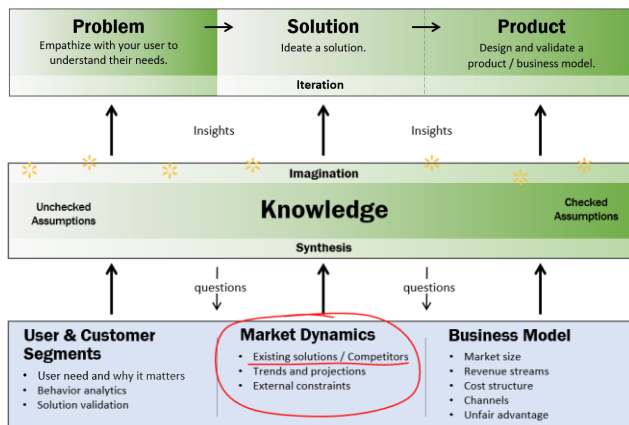 Problem
Empathize with your user to
understand their needs.
Solution
Ideate a solution.
Product
Design and validate a
product / business model.
Iteration
Insights
Insights
Imagination
Unchecked
Assumptions
Knowledge
Checked
Assumptions
Synthesis
questions
questions
User & Customer
Segments
• User need and why it matters
• Behavior analytics
• Solution validation
Market Dynamics
• Existing solutions / Competitors
• Trends and projections
• External constraints
Business Model
• Market size
• Revenue streams
• Cost structure
• Channels
• Unfair advantage